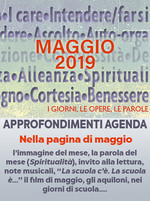 I care•Intendere/farsi
•Dedizione•Ascolto•Auto-orga
MAGGIO
2019
Alleanza•Spirituali
gno•Cortesia•Benessere
I GIORNI, LE OPERE, LE PAROLE
APPROFONDIMENTI AGENDA
Nella pagina di maggio
l'immagine del mese, la parola del
mese (Spiritualità), invito alla lettura,
note musicali, "La scuola c'è. La scuola
è..." il film di maggio, gli aquiloni, nei
giorni di scuola....